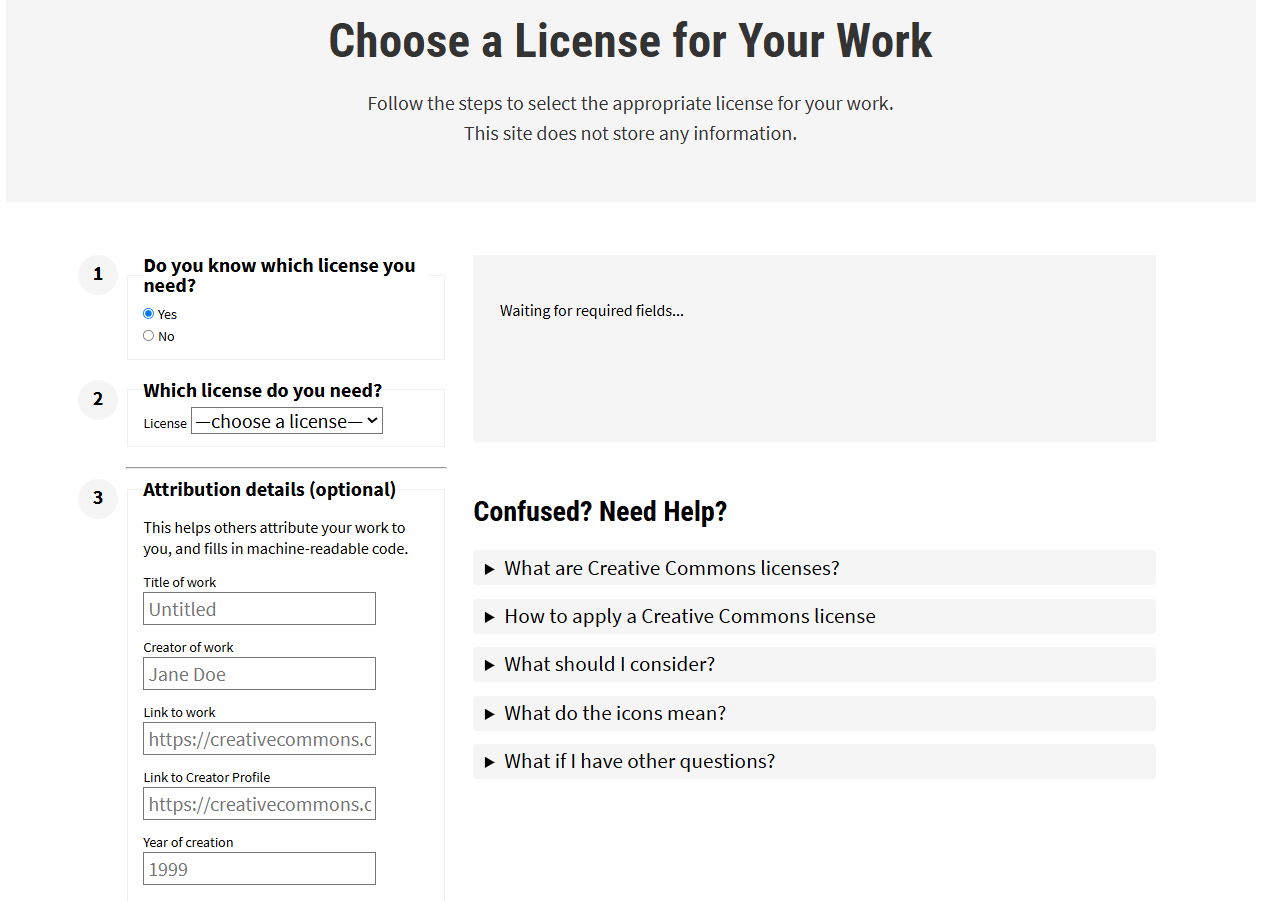 Choose a License for Your Work
Follow the steps to select the appropriate license for your work.
This site does not store any information.
1
Do you know which license you
need?
Yes
No
2
Which license do you need?
License —choose a license—
3
Attribution details (optional)
This helps others attribute your work to
you, and fills in machine-readable code.
Title of work
Untitled
Creator of work
Jane Doe
Link to work
https://creativecommons.c
Link to Creator Profile
https://creativecommons.c
Year of creation
1999
Waiting for required fields...
Confused? Need Help?
What are Creative Commons licenses?
How to apply a Creative Commons license
What should I consider?
What do the icons mean?
What if I have other questions?